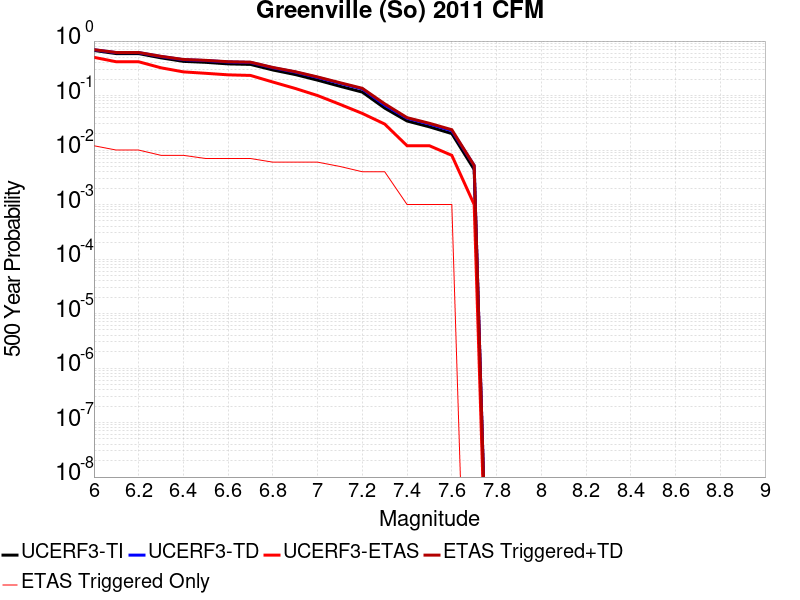 Greenville (So) 2011 CFM
10^0
10^-1
10^-2
10^-3
10^-4
10^-5
10^-6
10^-7
10^-8
500 Year Probability
6 6.2 6.4 6.6 6.8 7 7.2 7.4 7.6 7.8 8 8.2 8.4 8.6 8.8 9
Magnitude
UCERF3-TI UCERF3-TD UCERF3-ETAS ETAS Triggered+TD
ETAS Triggered Only